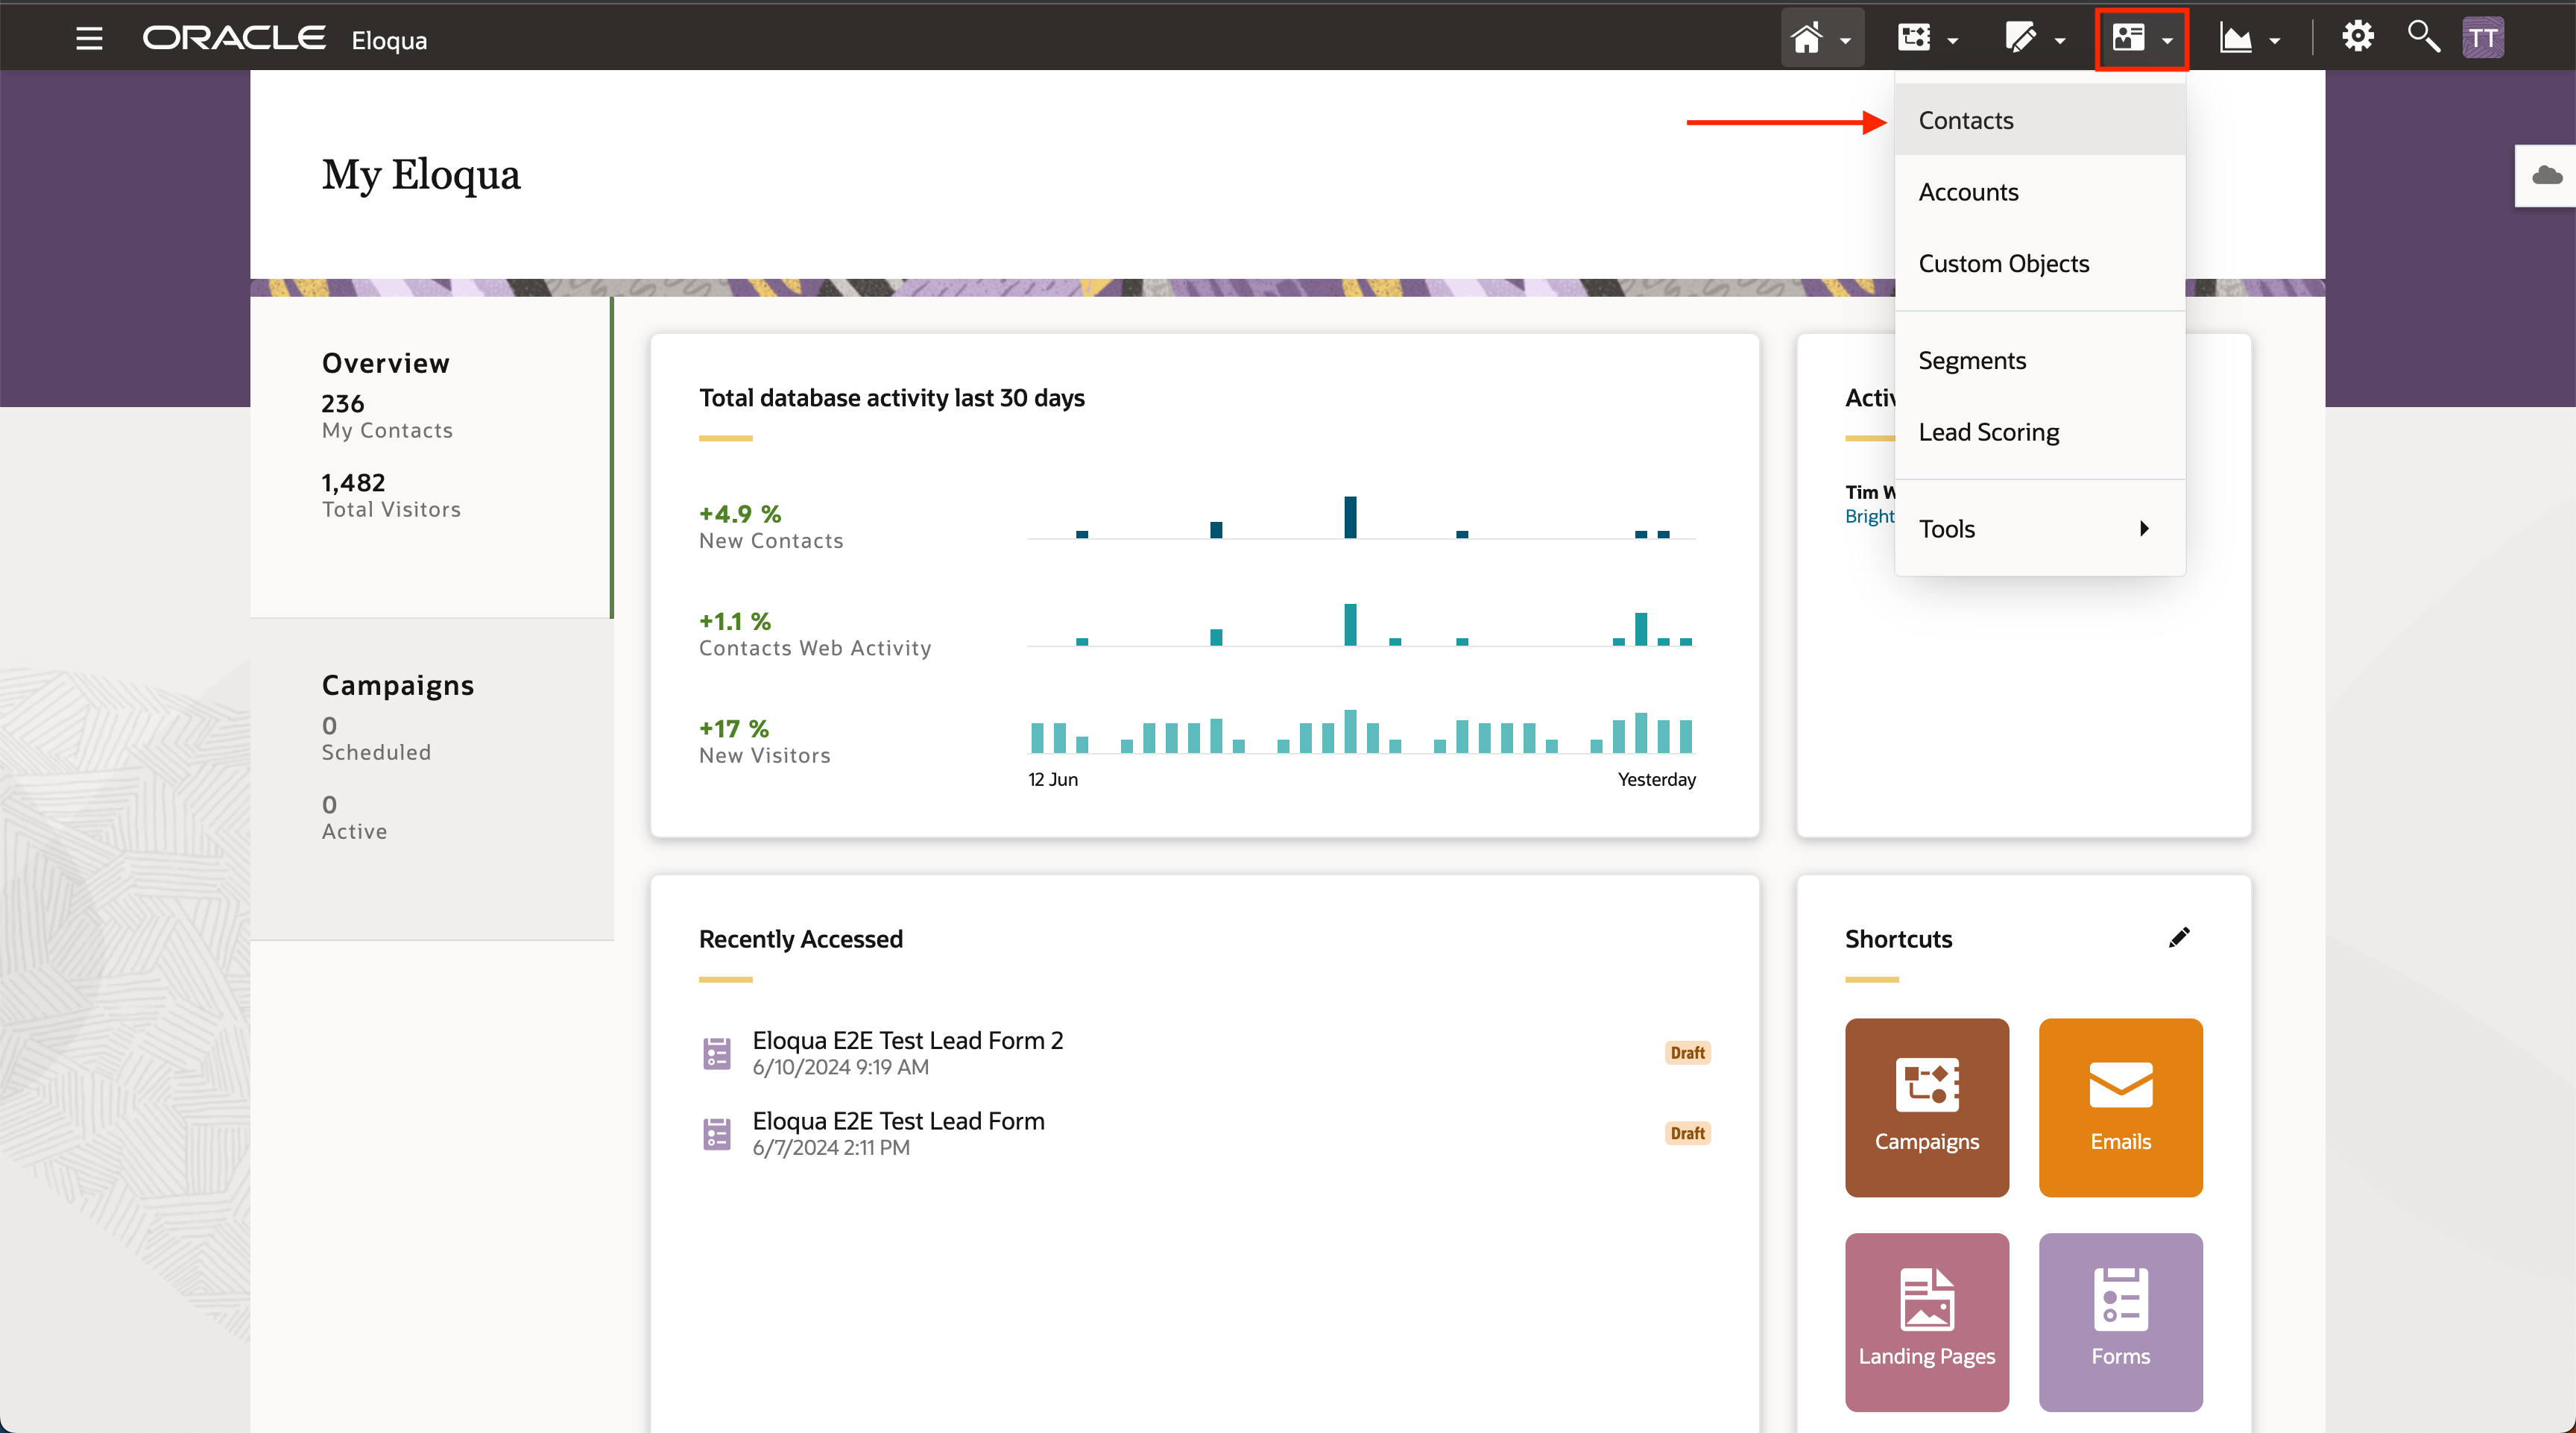 ORACLE Eloqua
TT
My Eloqua
Contacts
Accounts
Custom Objects
Segments
Lead Scoring
Tools
Overview
236
My Contacts
1,482
Total Visitors
Campaigns
0
Scheduled
0
Active
Total database activity last 30 days
+4.9 %
New Contacts
+1.1 %
Contacts Web Activity
+17 %
New Visitors
12 Jun
Yesterday
Tim
Bright
Recently Accessed
Eloqua E2E Test Lead Form 2
6/10/2024 9:19 AM
Draft
Eloqua E2E Test Lead Form
6/7/2024 2:11 PM
Draft
Shortcuts
Campaigns
Emails
Landing Pages
Forms